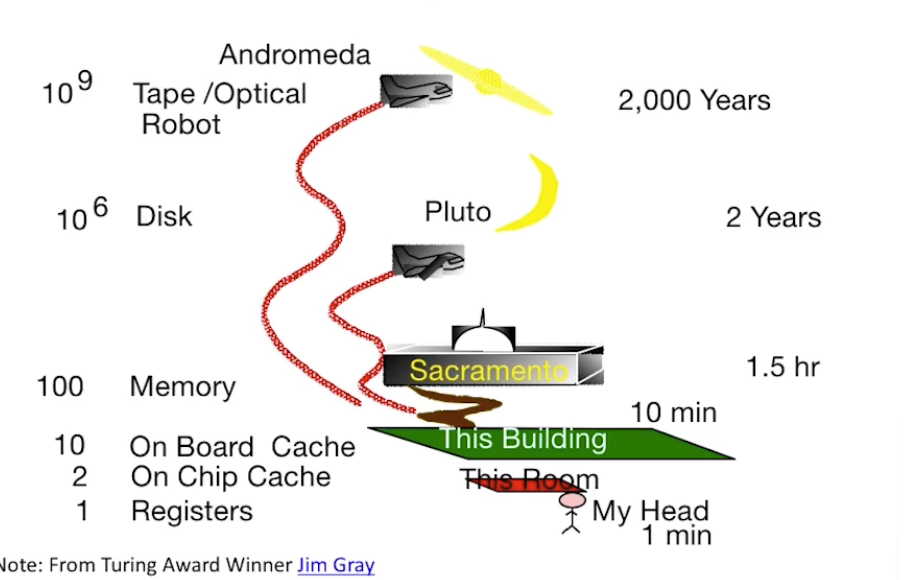 Andromeda
10^9 Tape /Optical Robot 2,000 Years
10^6 Disk Pluto 2 Years
Sacramento 1.5 hr
100 Memory
10 min
10 On Board Cache This Building
2 On Chip Cache This Room
1 Registers My Head
1 min
Note: From Turing Award Winner Jim Gray